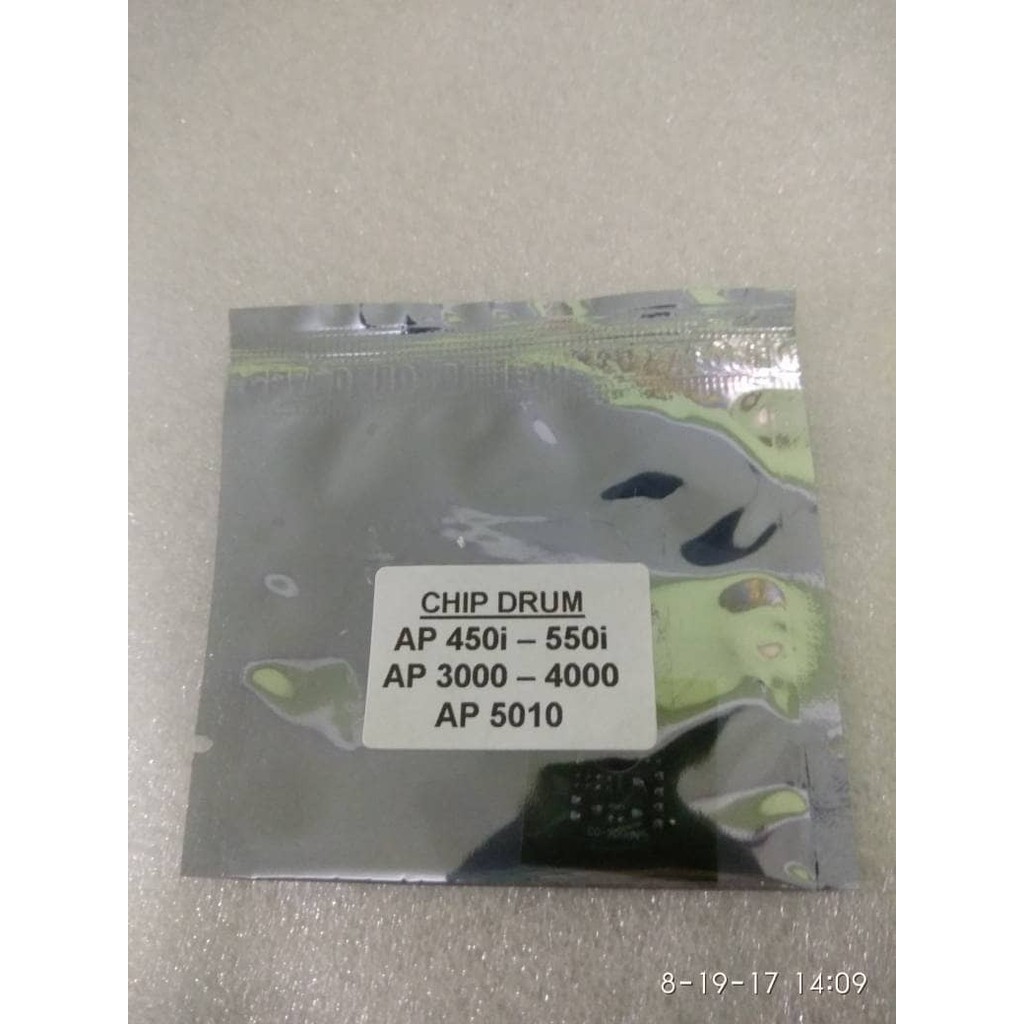 CHIP DRUM
AP 450i – 550i
AP 3000 – 4000
AP 5010
8-19-17 14:09